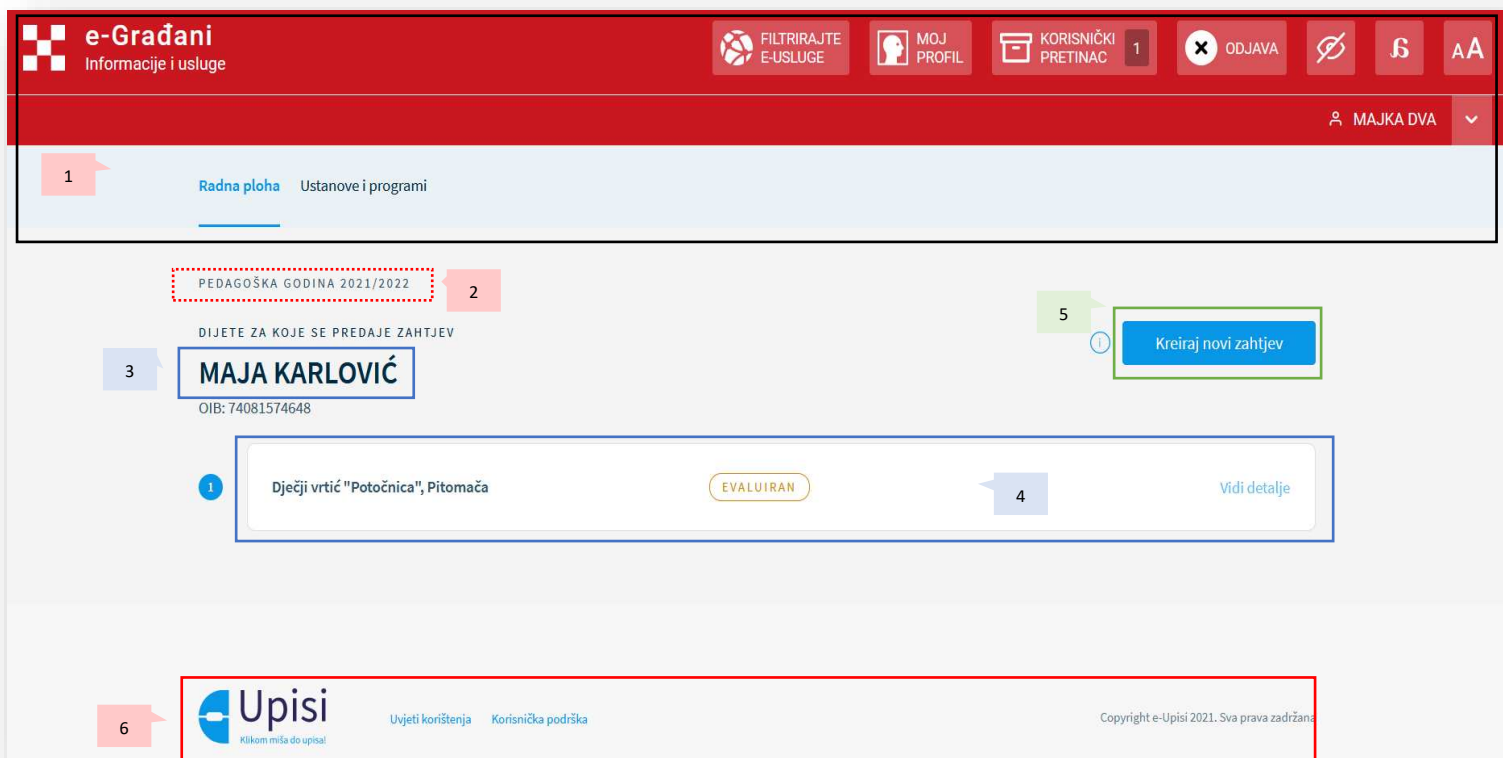 e-Građani
Informacije i usluge
FILTRIRAJTE
E-USLUGE
MOJ
PROFIL
KORISNIČKI
PRETINAC
1
ODJAVA
AA
MAJKA DVA
1
Radna ploha Ustanove i programi
PEDAGOŠKA GODINA 2021/2022
2
DIJETE ZA KOJE SE PREDAJE ZAHTJEV
5
Kreiraj novi zahtjev
3
MAJA KARLOVIĆ
OIB: 74081574648
1
Dječji vrtić "Potočnica", Pitomača
EVALUIRAN
4
Vidi detalje
6
eUpisi
Klikom miša do upisa!
Uvjeti korištenja Korisnička podrška
Copyright e-Upisi 2021. Sva prava zadržana